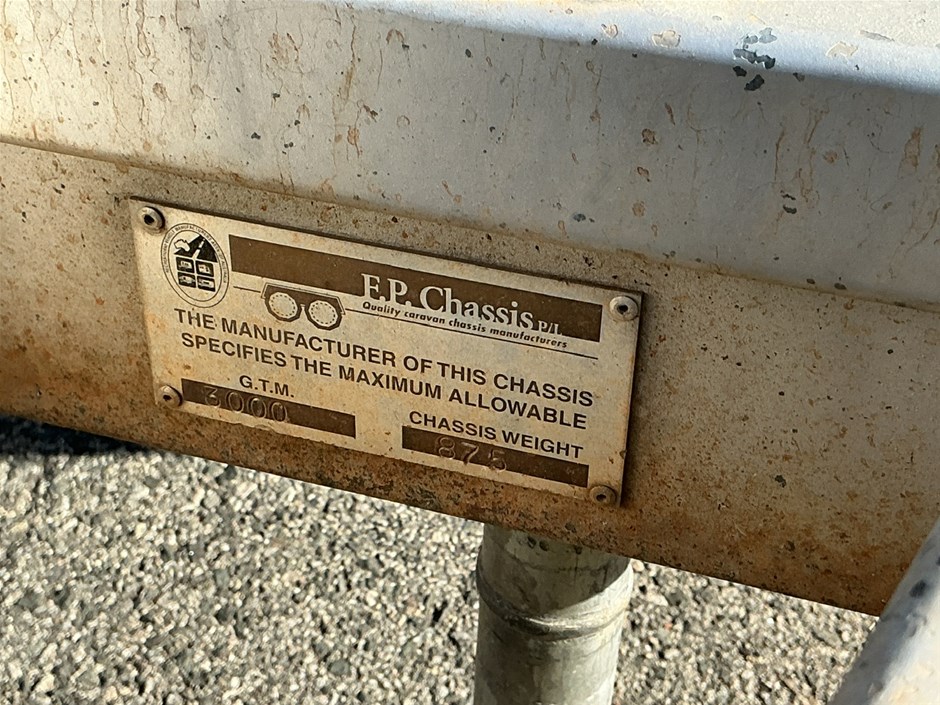 F.P. Chassis P/L
Quality caravan chassis manufacturers
THE MANUFACTURER OF THIS CHASSIS
SPECIFIES THE MAXIMUM ALLOWABLE
G.T.M.
3000
CHASSIS WEIGHT
875